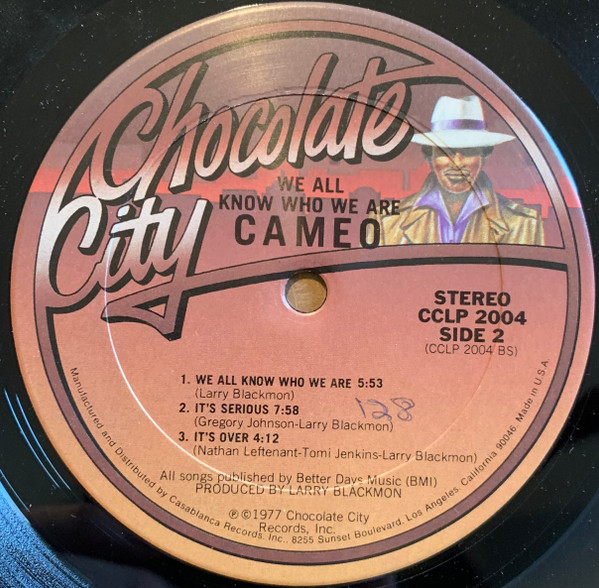 Chocolate
City
WE ALL
KNOW WHO WE ARE
CAMEO
STEREO
CCLP 2004
SIDE 2
(CCLP 2004 BS)
1. WE ALL KNOW WHO WE ARE 5:53
(Larry Blackmon)
2. IT'S SERIOUS 7:58
(Gregory Johnson-Larry Blackmon)
128
3. IT'S OVER 4:12
(Nathan Leftenant-Tomi Jenkins-Larry Blackmon)
All songs published by Better Days Music (BMI)
PRODUCED BY LARRY BLACKMON
℗©1977 Chocolate City
Records, Inc.
Manufactured and Distributed by Casablanca Records, Inc., 8255 Sunset Boulevard, Los Angeles, California 90046, Made in U.S.A.